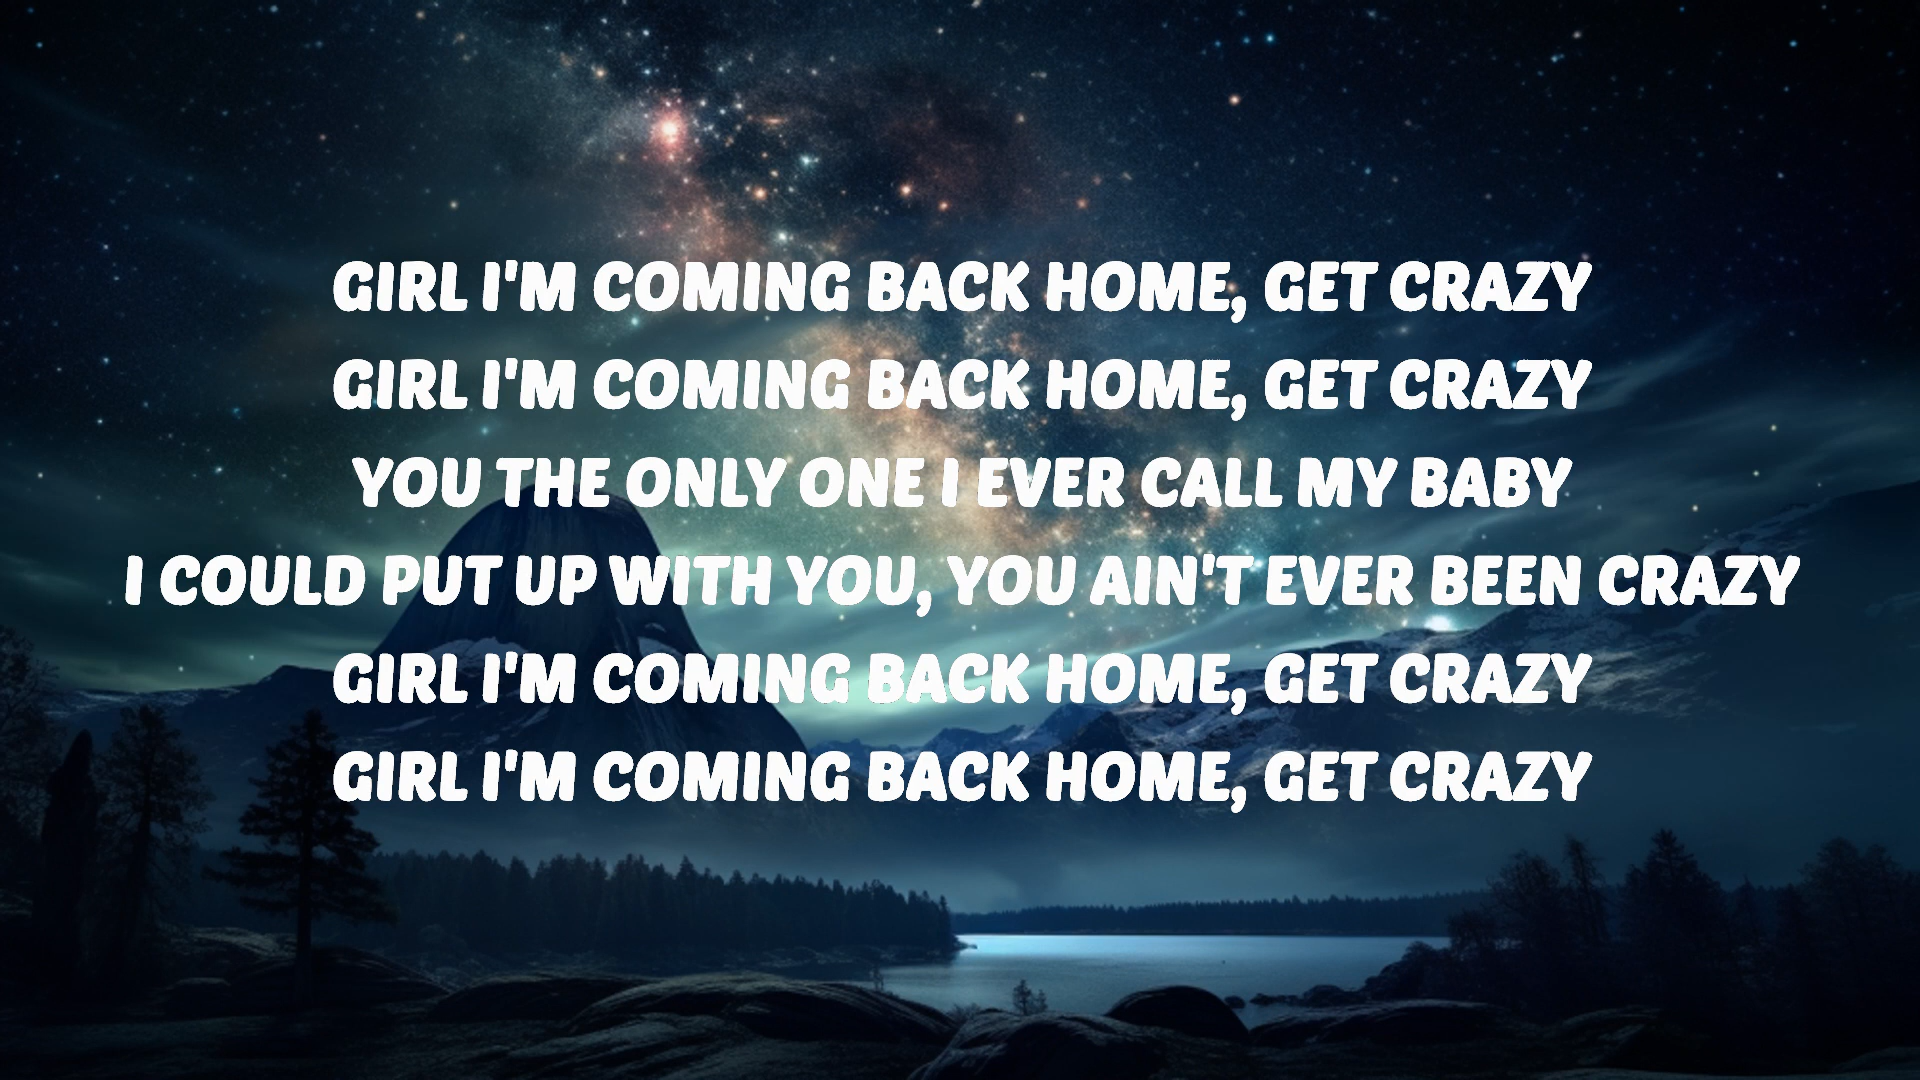 GIRL I'M COMING BACK HOME, GET CRAZY
GIRL I'M COMING BACK HOME, GET CRAZY
YOU THE ONLY ONE I EVER CALL MY BABY
I COULD PUT UP WITH YOU, YOU AIN'T EVER BEEN CRAZY
GIRL I'M COMING BACK HOME, GET CRAZY
GIRL I'M COMING BACK HOME, GET CRAZY